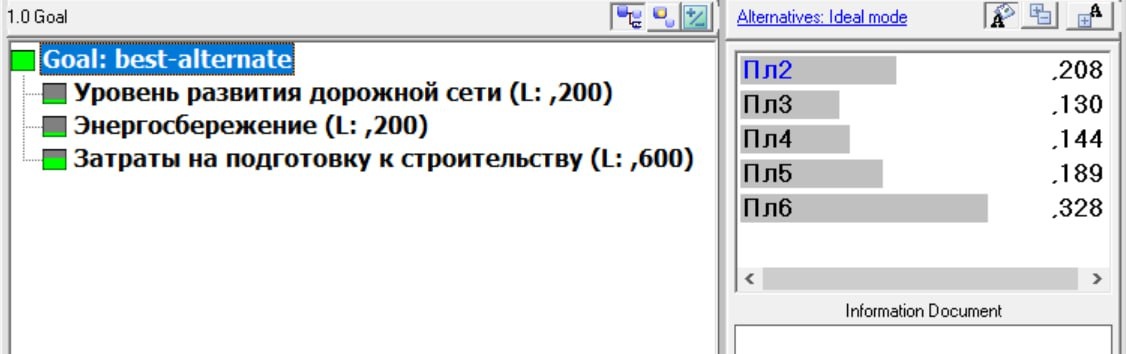 1.0 Goal
Goal: best-alternate
Уровень развития дорожной сети (L: ,200)
Энергосбережение (L: ,200)
Затраты на подготовку к строительству (L: ,600)
Alternatives: Ideal mode
Пл2 ,208
Пл3 ,130
Пл4 ,144
Пл5 ,189
Пл6 ,328
Information Document